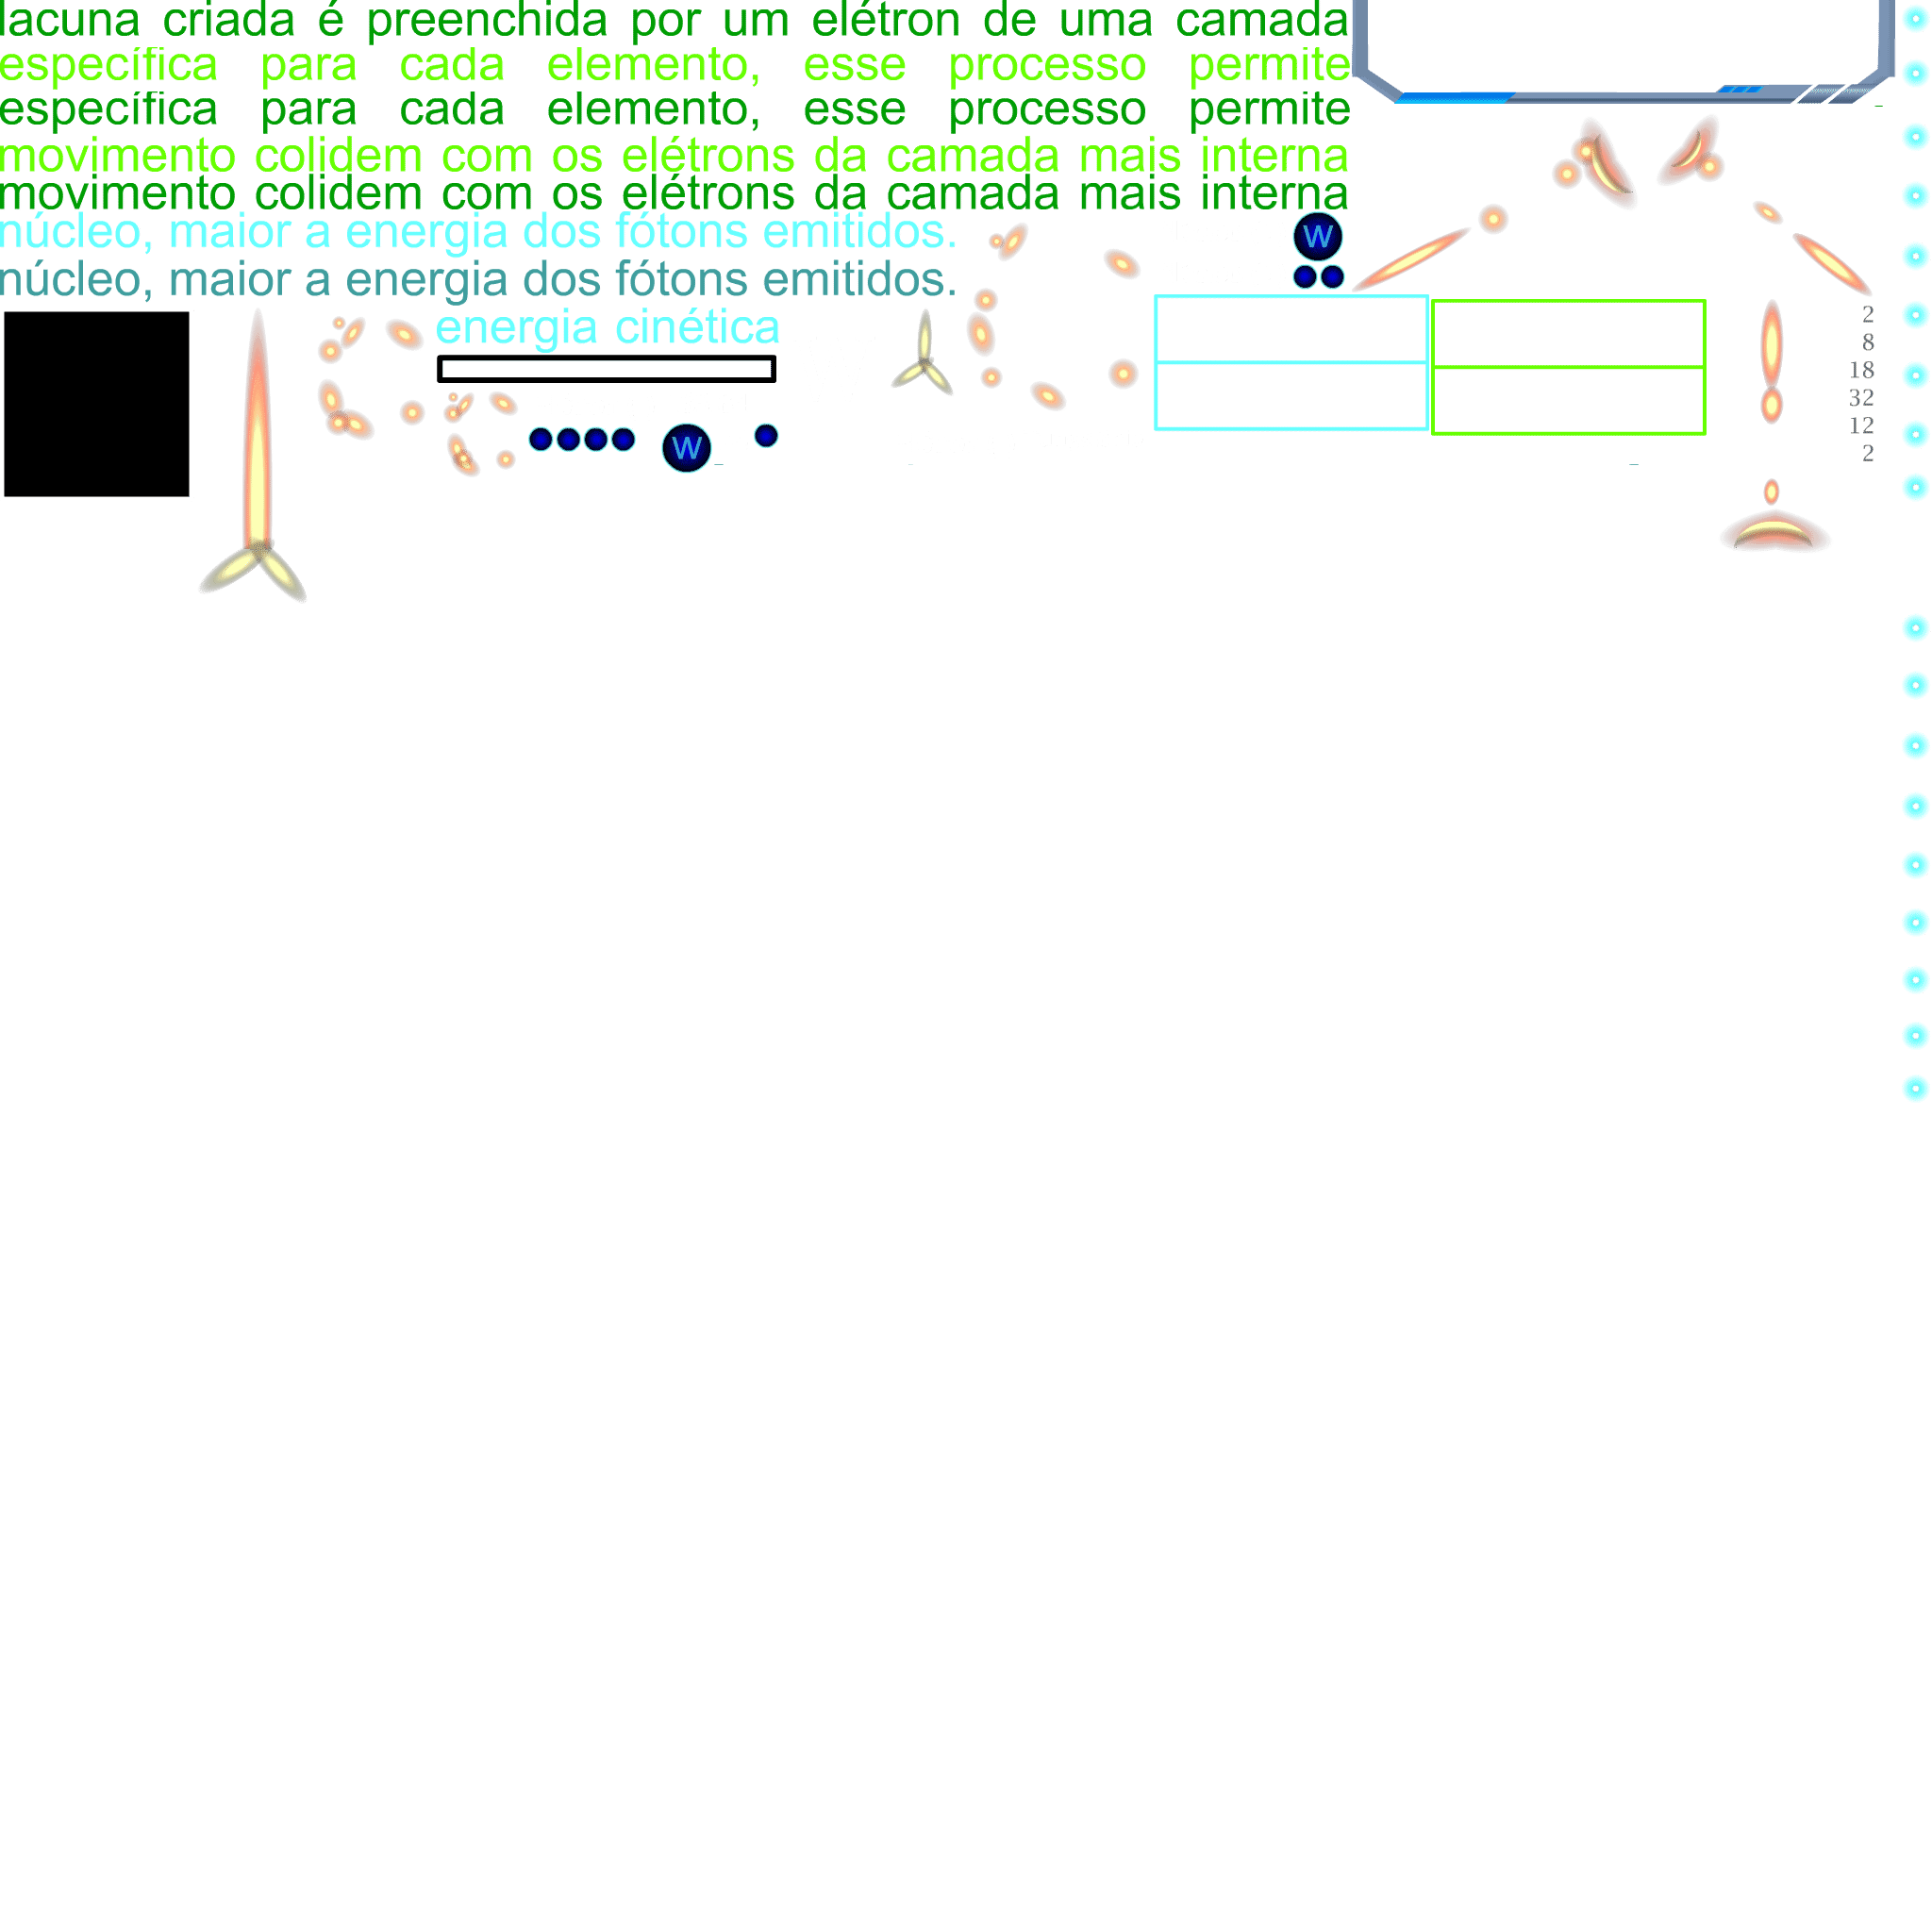 lacuna criada é preenchida por um elétron de uma camada
específica para cada elemento, esse processo permite
específica para cada elemento, esse processo permite
movimento colidem com os elétrons da camada mais interna
movimento colidem com os elétrons da camada mais interna
núcleo, maior a energia dos fótons emitidos.
W
núcleo, maior a energia dos fótons emitidos.
energia cinética
W
2
8
18
32
12
2